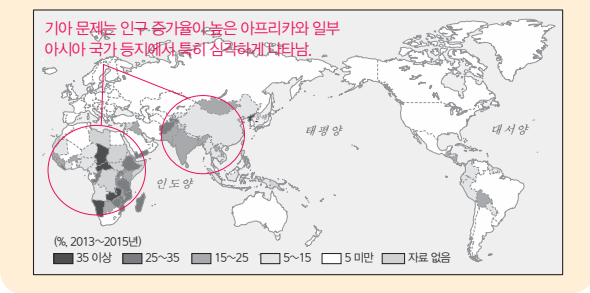 기아 문제는 인구 증가율이 높은 아프리카와 일부
아시아 국가 등지에서 특히 심각하게 나타남.
태평양
대서양
인도양
(%, 2013~2015년)
35 이상 25~35 15~25 5~15 5 미만 자료 없음